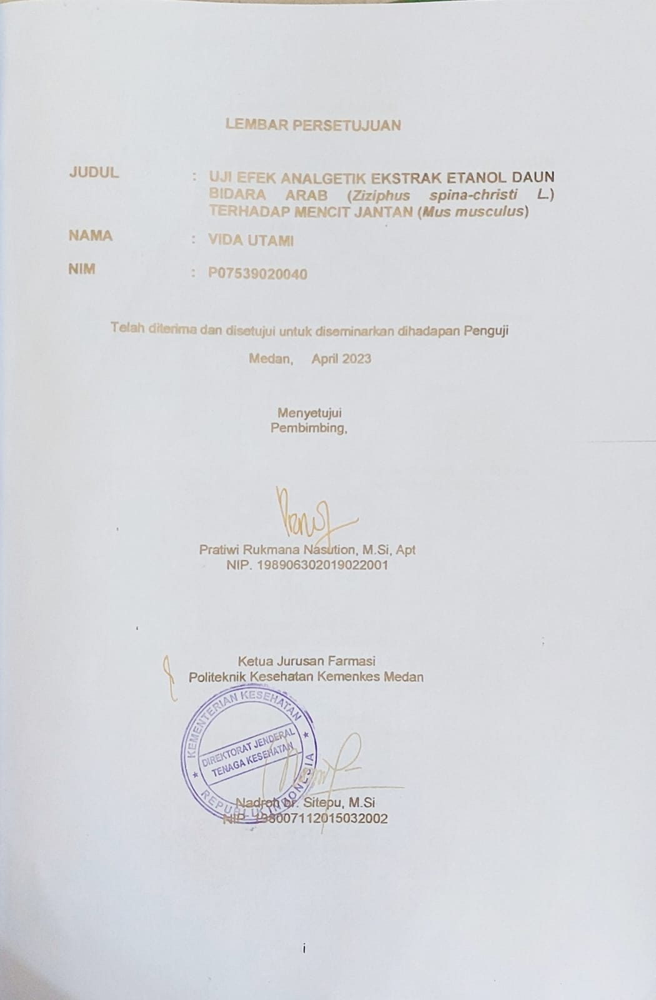 LEMBAR PERSETUJUAN
JUDUL : UJI EFEK ANALGETIK EKSTRAK ETANOL DAUN
BIDARA ARAB (Ziziphus spina-christi L.)
TERHADAP MENCIT JANTAN (Mus musculus)
NAMA : VIDA UTAMI
NIM : P07539020040
Telah diterima dan disetujui untuk diseminarkan dihadapan Penguji
Medan, April 2023
Menyetujui
Pembimbing,
Pratiwi Rukmana Nasution, M.Si, Apt
NIP. 198906302019022001
Ketua Jurusan Farmasi
Politeknik Kesehatan Kemenkes Medan
KEMENTERIAN KESEHATAN
DIREKTORAT JENDERAL
TENAGA KESEHATAN
REPUBLIK INDONESIA
Nadroh br. Sitepu, M.Si
NIP. 198007112015032002
i